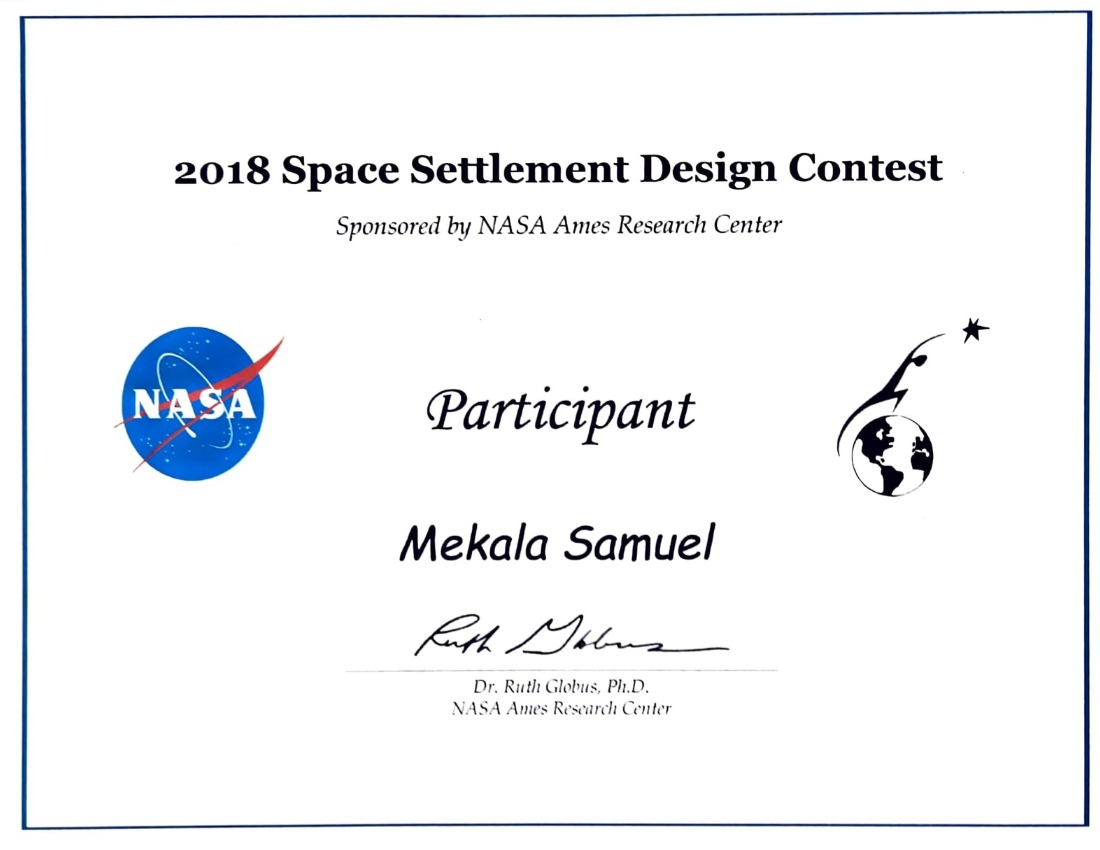 2018 Space Settlement Design Contest
Sponsored by NASA Ames Research Center
NASA
Participant
Mekala Samuel
Ruth Globus
Dr. Ruth Globus, Ph.D.
NASA Ames Research Center